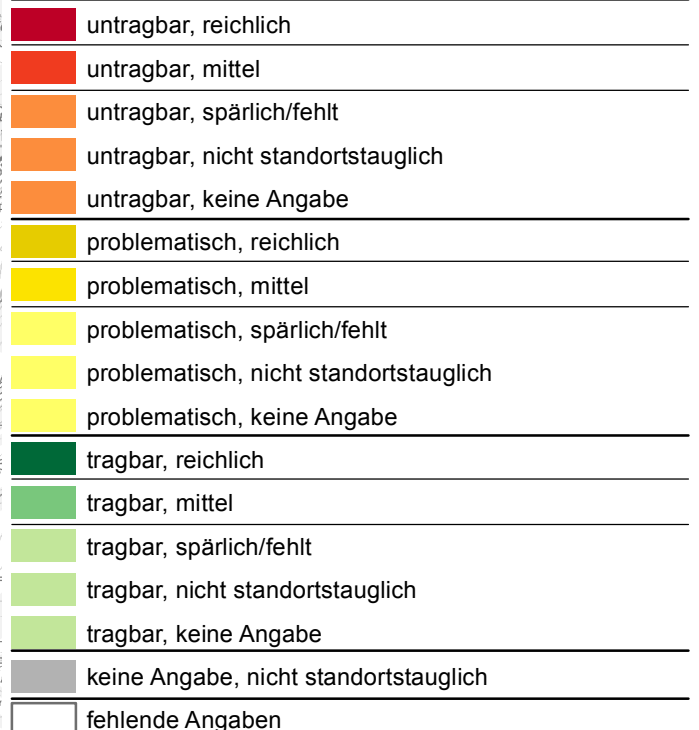 untragbar, reichlich
untragbar, mittel
untragbar, spärlich/fehlt
untragbar, nicht standortstauglich
untragbar, keine Angabe
problematisch, reichlich
problematisch, mittel
problematisch, spärlich/fehlt
problematisch, nicht standortstauglich
problematisch, keine Angabe
tragbar, reichlich
tragbar, mittel
tragbar, spärlich/fehlt
tragbar, nicht standortstauglich
tragbar, keine Angabe
keine Angabe, nicht standortstauglich
fehlende Angaben